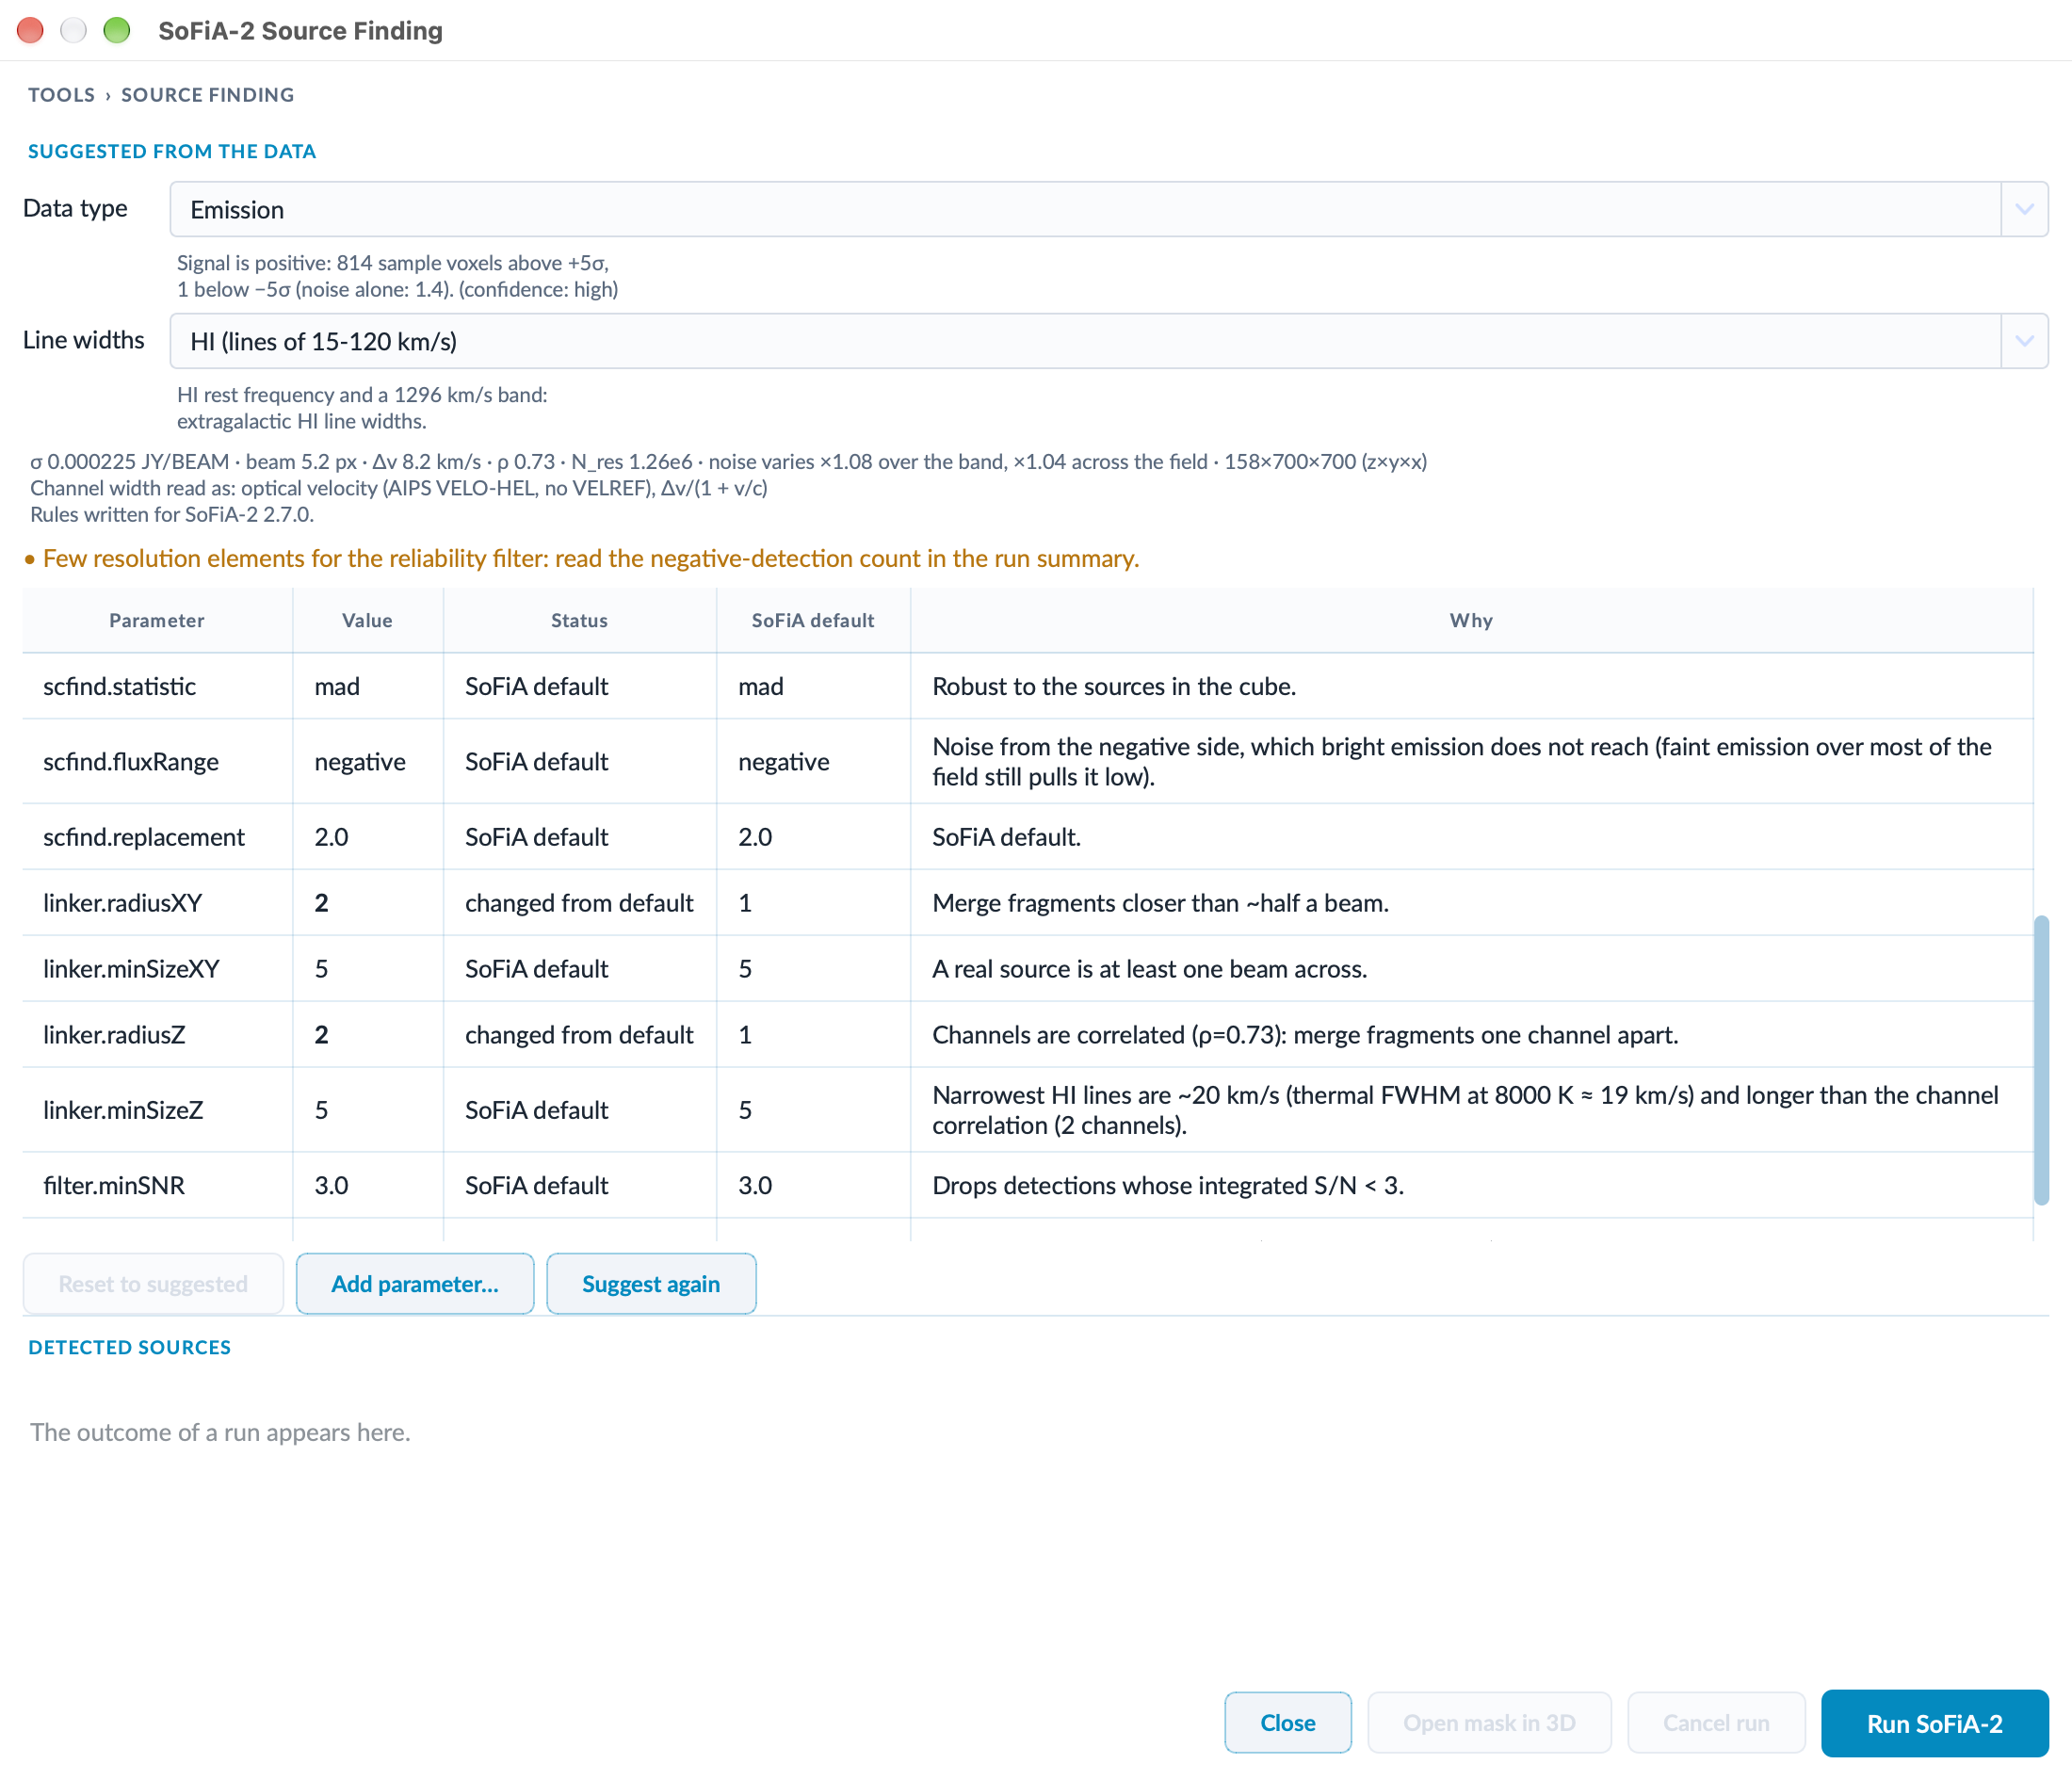 SoFiA-2 Source Finding
TOOLS › SOURCE FINDING
SUGGESTED FROM THE DATA
Data type
Emission
Signal is positive: 814 sample voxels above +5σ,
1 below −5σ (noise alone: 1.4). (confidence: high)
Line widths
HI (lines of 15-120 km/s)
HI rest frequency and a 1296 km/s band:
extragalactic HI line widths.
σ 0.000225 JY/BEAM · beam 5.2 px · Δv 8.2 km/s · ρ 0.73 · N_res 1.26e6 · noise varies ×1.08 over the band, ×1.04 across the field · 158×700×700 (z×y×x)
Channel width read as: optical velocity (AIPS VELO-HEL, no VELREF), Δv/(1 + v/c)
Rules written for SoFiA-2 2.7.0.
• Few resolution elements for the reliability filter: read the negative-detection count in the run summary.
Parameter Value Status SoFiA default Why
scfind.statistic mad SoFiA default mad Robust to the sources in the cube.
scfind.fluxRange negative SoFiA default negative Noise from the negative side, which bright emission does not reach (faint emission over most of the
field still pulls it low).
scfind.replacement 2.0 SoFiA default 2.0 SoFiA default.
linker.radiusXY 2 changed from default 1 Merge fragments closer than ~half a beam.
linker.minSizeXY 5 SoFiA default 5 A real source is at least one beam across.
linker.radiusZ 2 changed from default 1 Channels are correlated (ρ=0.73): merge fragments one channel apart.
linker.minSizeZ 5 SoFiA default 5 Narrowest HI lines are ~20 km/s (thermal FWHM at 8000 K ≈ 19 km/s) and longer than the channel
correlation (2 channels).
filter.minSNR 3.0 SoFiA default 3.0 Drops detections whose integrated S/N < 3.
Reset to suggested Add parameter... Suggest again
DETECTED SOURCES
The outcome of a run appears here.
Close Open mask in 3D Cancel run Run SoFiA-2